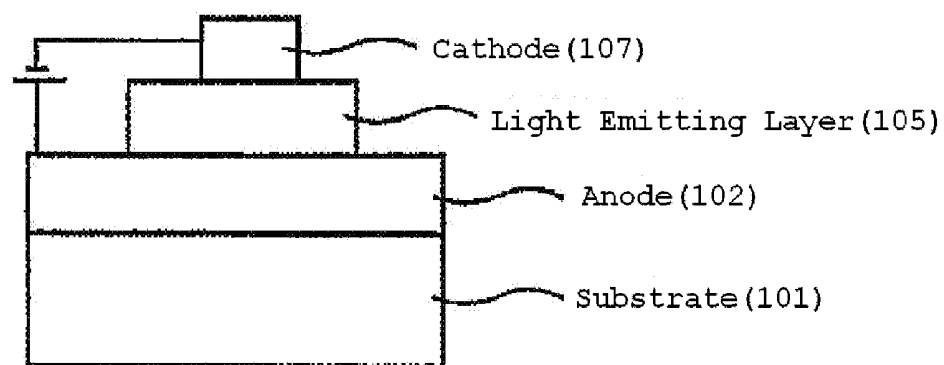 Cathode(107)
Light Emitting Layer(105)
Anode(102)
Substrate(101)